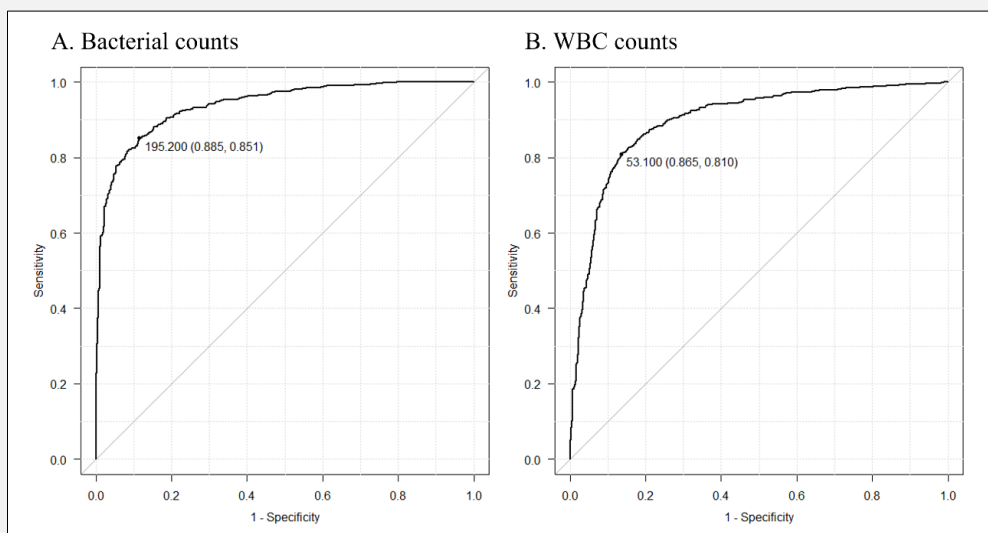 A. Bacterial counts
1.0
0.8
0.6
0.4
0.2
0.0
Sensitivity
195.200 (0.885, 0.851)
0.0 0.2 0.4 0.6 0.8 1.0
1 - Specificity
B. WBC counts
1.0
0.8
0.6
0.4
0.2
0.0
Sensitivity
53.100 (0.865, 0.810)
0.0 0.2 0.4 0.6 0.8 1.0
1 - Specificity